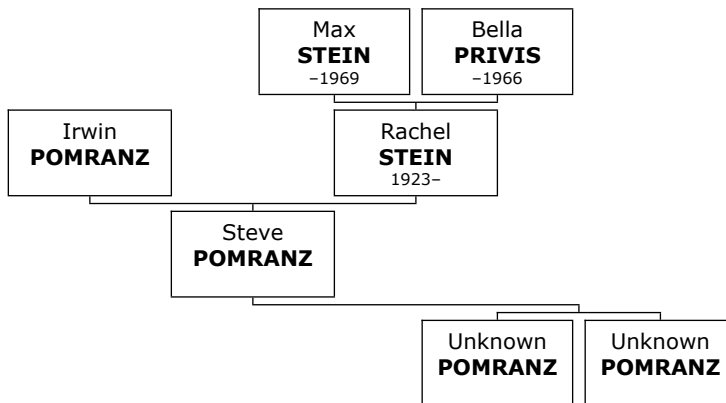 Max
STEIN
–1969
Bella
PRIVIS
–1966
Irwin
POMRANZ
Rachel
STEIN
1923–
Steve
POMRANZ
Unknown
POMRANZ
Unknown
POMRANZ